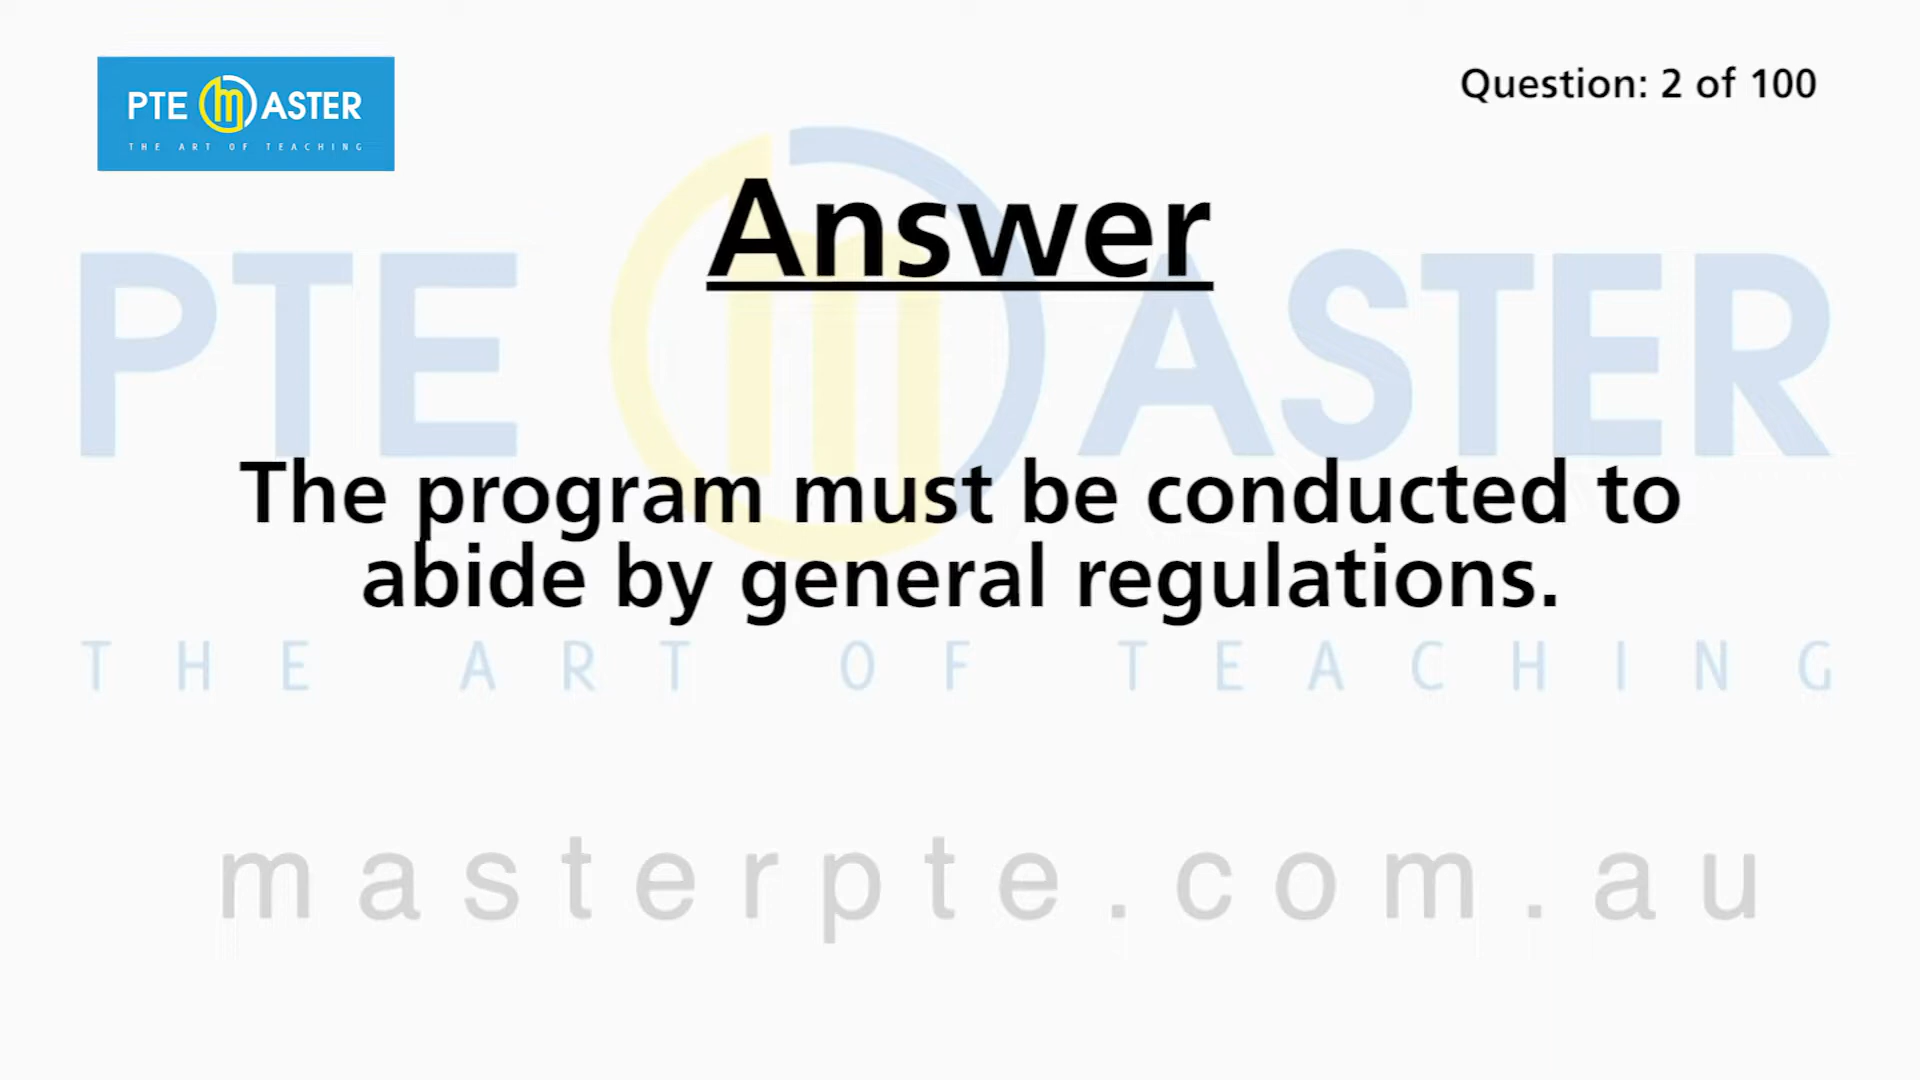 PTE MASTER
THE ART OF TEACHING
Question: 2 of 100
Answer
PTE MASTER
The program must be conducted to
abide by general regulations.
THE ART OF TEACHING
masterpte.com.au